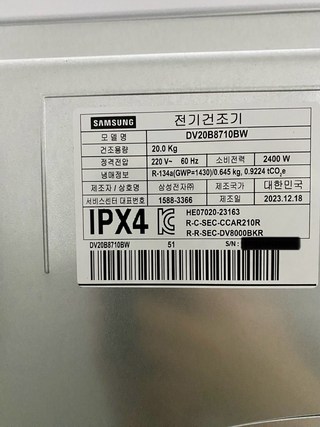 SAMSUNG 전기건조기
모 델 명 DV20B8710BW
건조용량 20.0 Kg
정격전압 220 V~ 60 Hz 소비전력 2400 W
냉매정보 R-134a(GWP=1430)/0.645 kg, 0.9224 tCO₂e
제조자 / 상호명 삼성전자㈜ 제조국가 대한민국
서비스센터 대표번호 1588-3366 제조일 2023.12.18
IPX4 HE07020-23163
R-C-SEC-CCAR210R
R-R-SEC-DV8000BKR
DV20B8710BW 51 S/N :